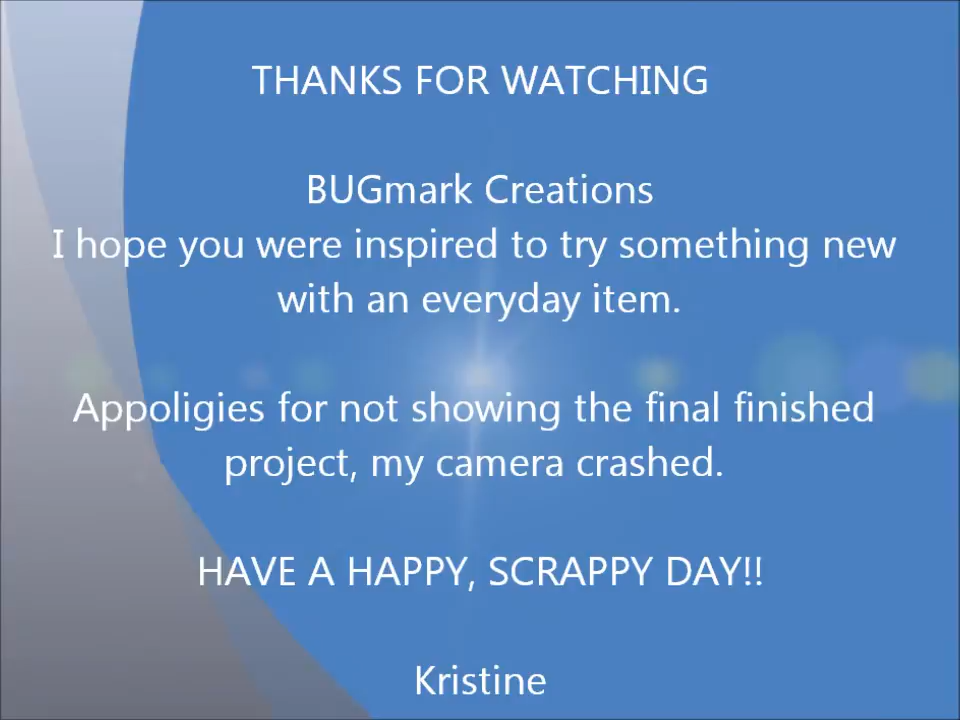 THANKS FOR WATCHING
BUGmark Creations
I hope you were inspired to try something new
with an everyday item.
Appoligies for not showing the final finished
project, my camera crashed.
HAVE A HAPPY, SCRAPPY DAY!!
Kristine